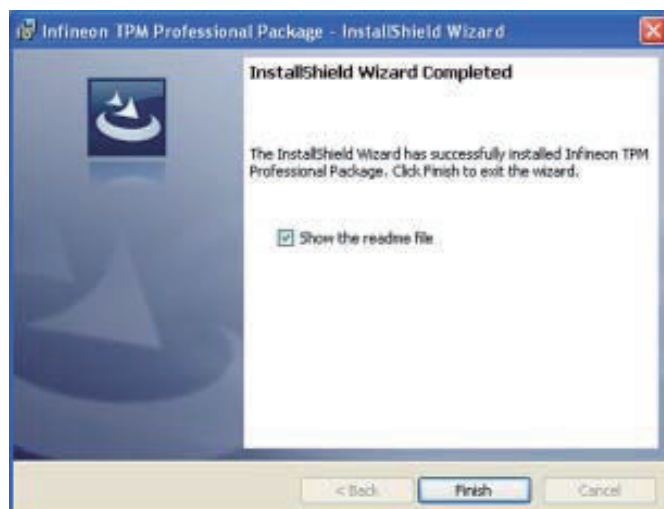 Infineon TPM Professional Package - InstallShield Wizard
InstallShield Wizard Completed
The InstallShield Wizard has successfully installed Infineon TPM
Professional Package. Click Finish to exit the wizard.
Show the readme file
< Back
Finish
Cancel